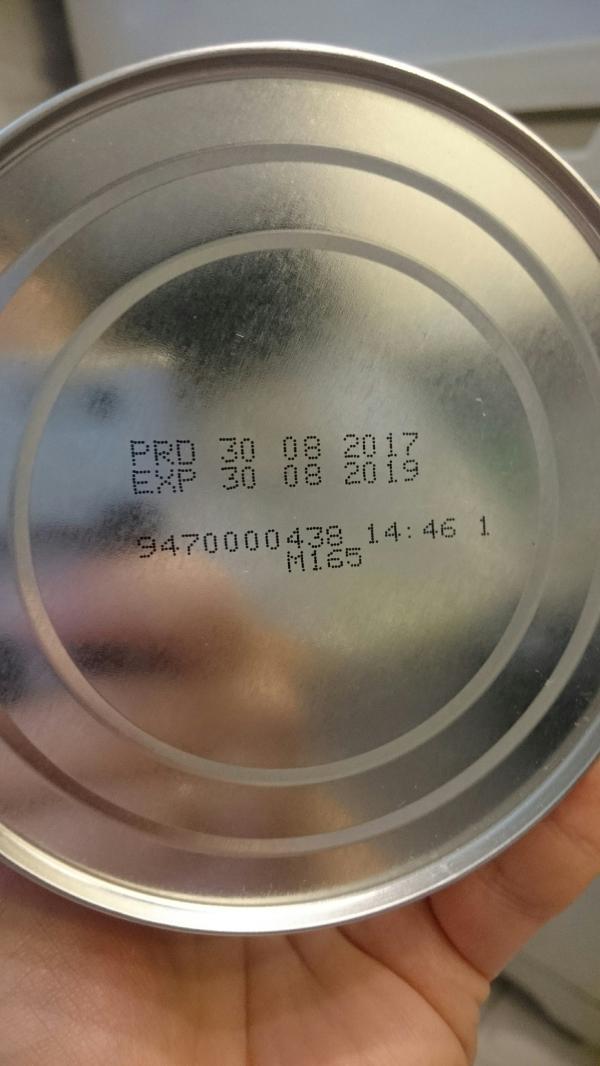 PRD 30 08 2017
EXP 30 08 2019
9470000438 14:46 1
M165